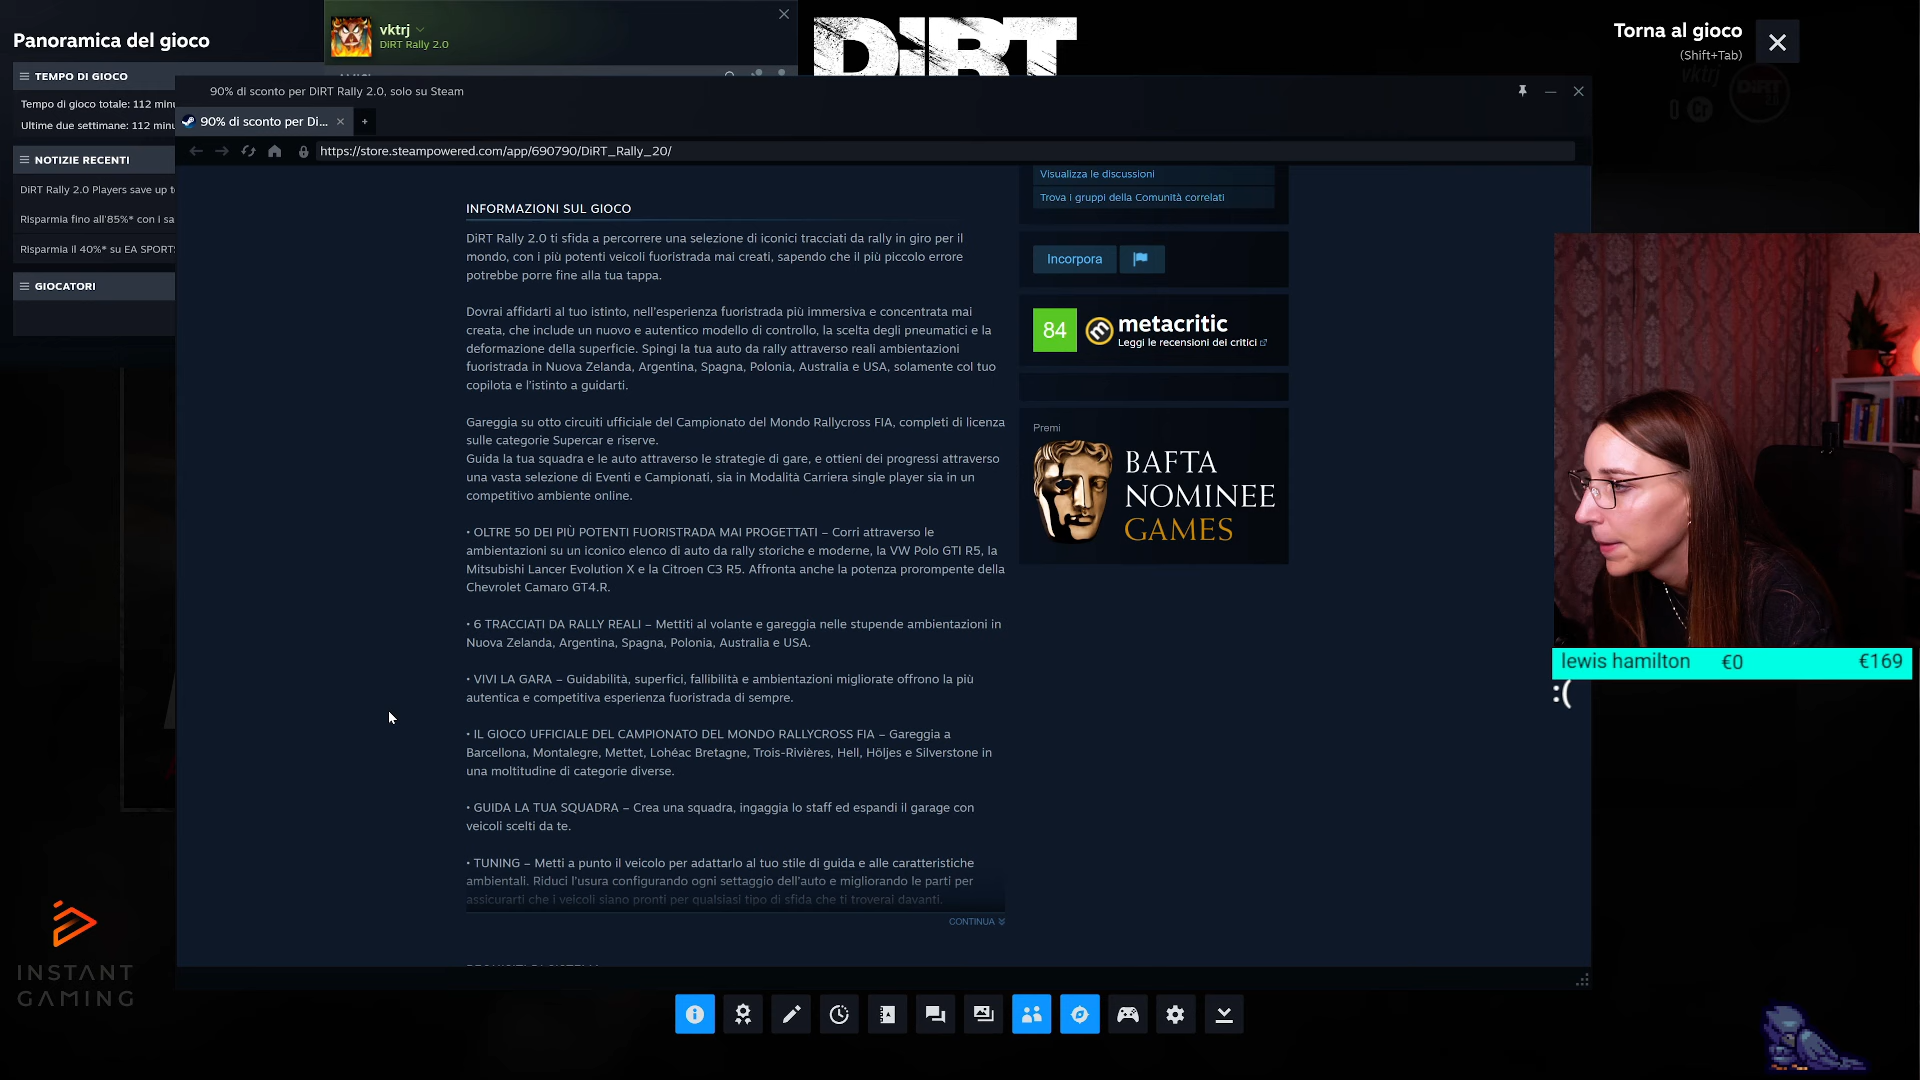 Panoramica del gioco
TEMPO DI GIOCO
Tempo di gioco totale: 112 minu
Ultime due settimane: 112 minu
NOTIZIE RECENTI
DiRT Rally 2.0 Players save up t
Risparmia fino all'85%* con i sa
Risparmia il 40%* su EA SPORT
GIOCATORI
vktrj
DiRT Rally 2.0
DiRT
Torna al gioco
(Shift+Tab)
vktrj
90% di sconto per DiRT Rally 2.0, solo su Steam
90% di sconto per Di...
https://store.steampowered.com/app/690790/DiRT_Rally_20/
INFORMAZIONI SUL GIOCO
DiRT Rally 2.0 ti sfida a percorrere una selezione di iconici tracciati da rally in giro per il
mondo, con i più potenti veicoli fuoristrada mai creati, sapendo che il più piccolo errore
potrebbe porre fine alla tua tappa.
Dovrai affidarti al tuo istinto, nell'esperienza fuoristrada più immersiva e concentrata mai
creata, che include un nuovo e autentico modello di controllo, la scelta degli pneumatici e la
deformazione della superficie. Spingi la tua auto da rally attraverso reali ambientazioni
fuoristrada in Nuova Zelanda, Argentina, Spagna, Polonia, Australia e USA, solamente col tuo
copilota e l'istinto a guidarti.
Gareggia su otto circuiti ufficiale del Campionato del Mondo Rallycross FIA, completi di licenza
sulle categorie Supercar e riserve.
Guida la tua squadra e le auto attraverso le strategie di gare, e ottieni dei progressi attraverso
una vasta selezione di Eventi e Campionati, sia in Modalità Carriera single player sia in un
competitivo ambiente online.
• OLTRE 50 DEI PIÙ POTENTI FUORISTRADA MAI PROGETTATI – Corri attraverso le
ambientazioni su un iconico elenco di auto da rally storiche e moderne, la VW Polo GTI R5, la
Mitsubishi Lancer Evolution X e la Citroen C3 R5. Affronta anche la potenza prorompente della
Chevrolet Camaro GT4.R.
• 6 TRACCIATI DA RALLY REALI – Mettiti al volante e gareggia nelle stupende ambientazioni in
Nuova Zelanda, Argentina, Spagna, Polonia, Australia e USA.
• VIVI LA GARA – Guidabilità, superfici, fallibilità e ambientazioni migliorate offrono la più
autentica e competitiva esperienza fuoristrada di sempre.
• IL GIOCO UFFICIALE DEL CAMPIONATO DEL MONDO RALLYCROSS FIA – Gareggia a
Barcellona, Montalegre, Mettet, Lohéac Bretagne, Trois-Rivières, Hell, Höljes e Silverstone in
una moltitudine di categorie diverse.
• GUIDA LA TUA SQUADRA – Crea una squadra, ingaggia lo staff ed espandi il garage con
veicoli scelti da te.
• TUNING – Metti a punto il veicolo per adattarlo al tuo stile di guida e alle caratteristiche
ambientali. Riduci l'usura configurando ogni settaggio dell'auto e migliorando le parti per
assicurarti che i veicoli siano pronti per qualsiasi tipo di sfida che ti troverai davanti.
CONTINUA
Visualizza le discussioni
Trova i gruppi della Comunità correlati
Incorpora
84
metacritic
Leggi le recensioni dei critici
Premi
BAFTA
NOMINEE
GAMES
lewis hamilton €0 €169
:(
INSTANT
GAMING